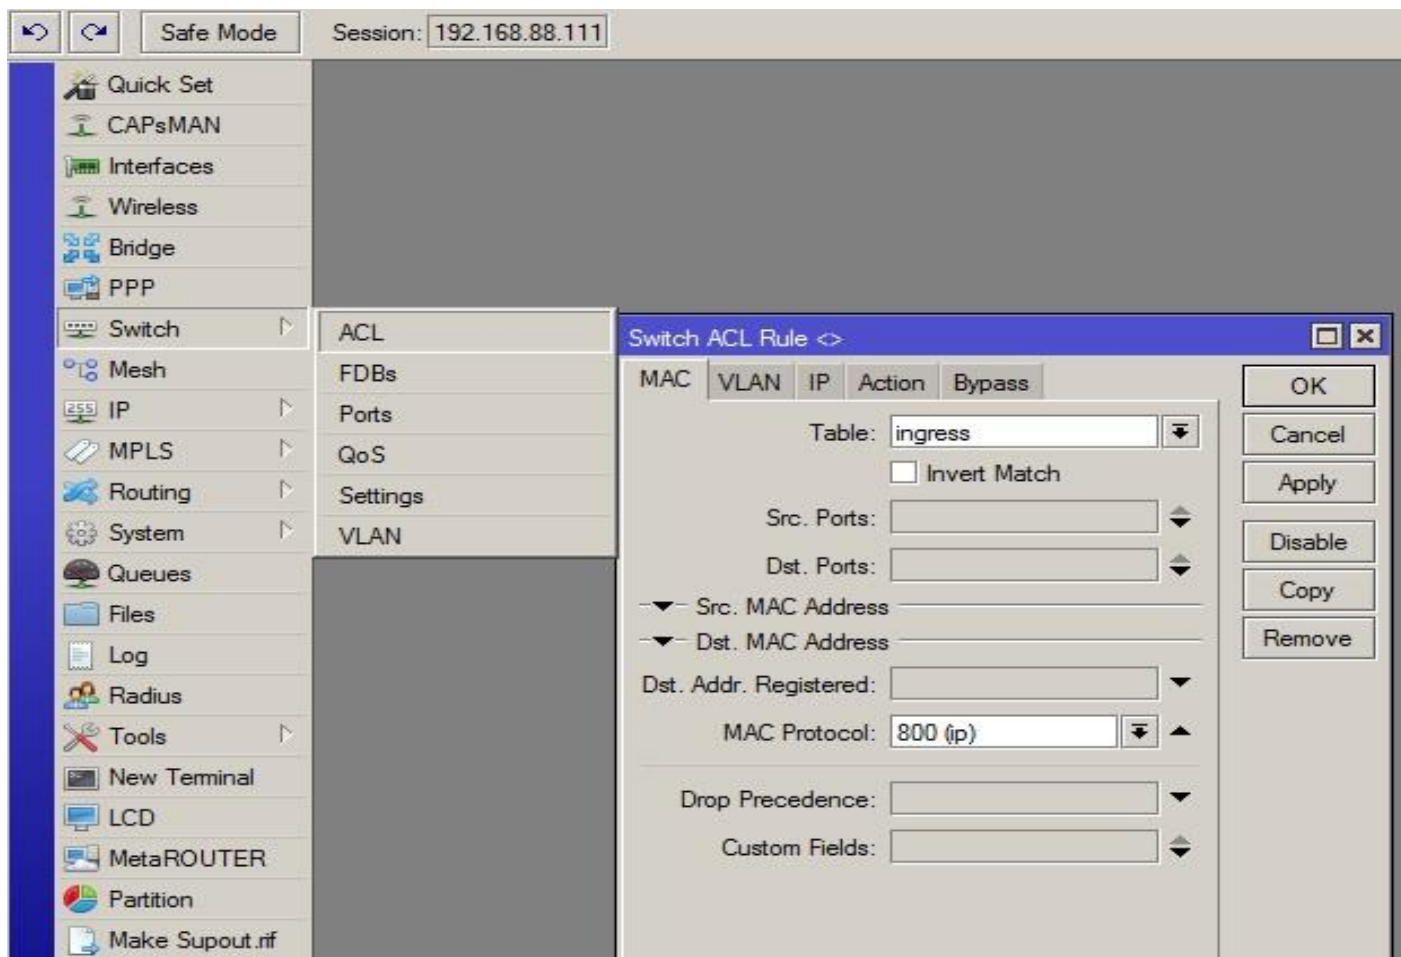 Safe Mode Session: 192.168.88.111
Quick Set
CAPsMAN
Interfaces
Wireless
Bridge
PPP
Switch
Mesh
255 IP
MPLS
Routing
System
Queues
Files
Log
Radius
Tools
New Terminal
LCD
MetaROUTER
Partition
Make Supout.rif
ACL
FDBs
Ports
QoS
Settings
VLAN
Switch ACL Rule <>
MAC VLAN IP Action Bypass
Table: ingress
Invert Match
Src. Ports:
Dst. Ports:
Src. MAC Address
Dst. MAC Address
Dst. Addr. Registered:
MAC Protocol: 800 (ip)
Drop Precedence:
Custom Fields:
OK
Cancel
Apply
Disable
Copy
Remove